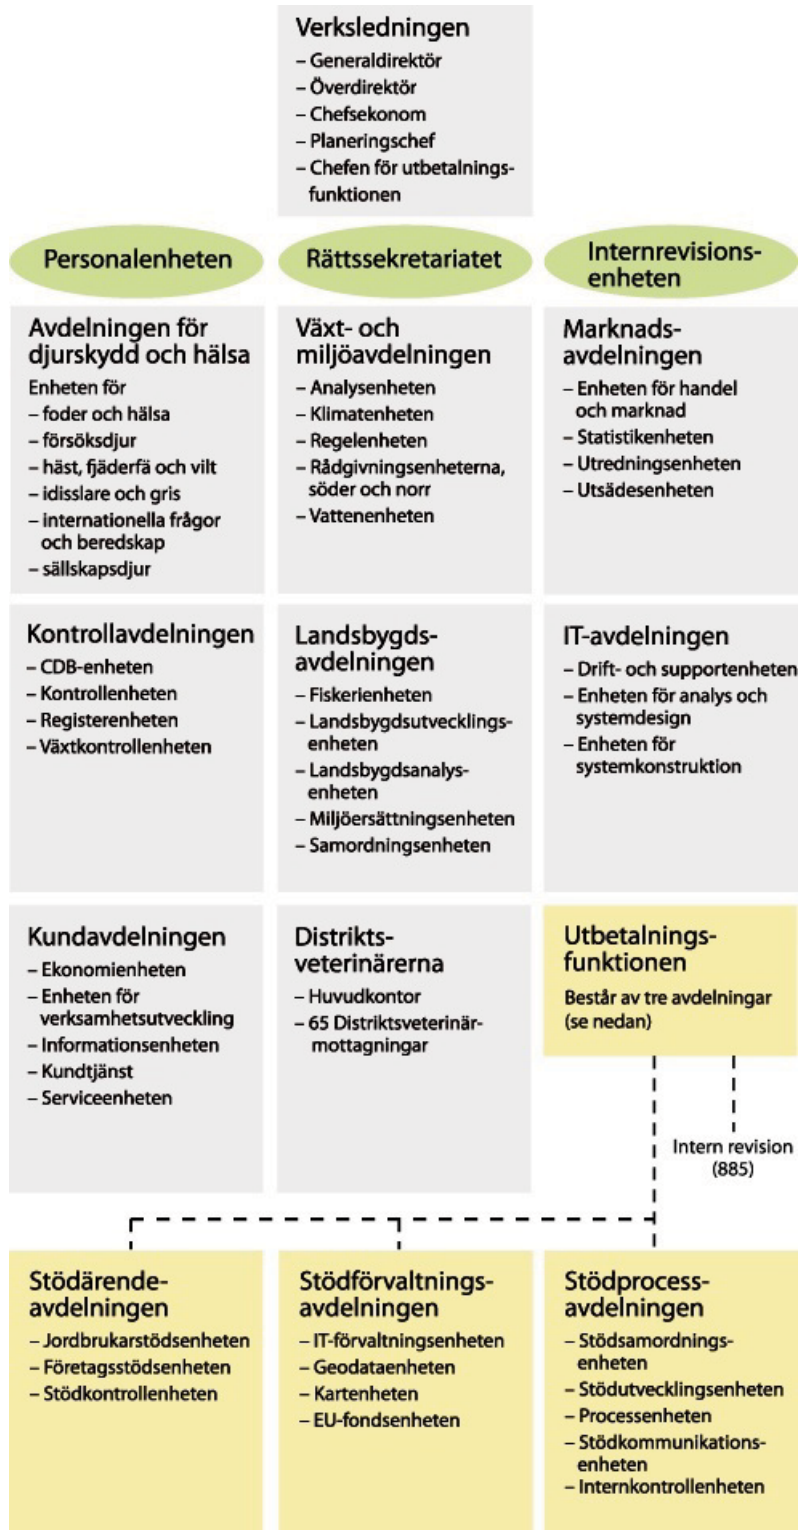 Verksledningen
– Generaldirektör
– Överdirektör
– Chefsekonom
– Planeringschef
– Chefen för utbetalnings-
funktionen
Personalenheten
Rättssekretariatet
Internrevisions-
enheten
Avdelningen för
djurskydd och hälsa
Enheten för
– foder och hälsa
– försöksdjur
– häst, fjäderfä och vilt
– idisslare och gris
– internationella frågor
och beredskap
– sällskapsdjur
Växt- och
miljöavdelningen
– Analysenheten
– Klimatenheten
– Regelenheten
– Rådgivningsenheterna,
söder och norr
– Vattenenheten
Marknads-
avdelningen
– Enheten för handel
och marknad
– Statistikenheten
– Utredningsenheten
– Utsädesenheten
Kontrollavdelningen
– CDB-enheten
– Kontrollenheten
– Registerenheten
– Växtkontrollenheten
Landsbygds-
avdelningen
– Fiskerienheten
– Landsbygdsutvecklings-
enheten
– Landsbygdsanalys-
enheten
– Miljöersättningsenheten
– Samordningsenheten
IT-avdelningen
– Drift- och supportenheten
– Enheten för analys och
systemdesign
– Enheten för
systemkonstruktion
Kundavdelningen
– Ekonomienheten
– Enheten för
verksamhetsutveckling
– Informationsenheten
– Kundtjänst
– Serviceenheten
Distrikts-
veterinärerna
– Huvudkontor
– 65 Distriktsveterinär-
mottagningar
Utbetalnings-
funktionen
Består av tre avdelningar
(se nedan)
Intern revision
(885)
Stödärende-
avdelningen
– Jordbrukarstödsenheten
– Företagsstödsenheten
– Stödkontrollenheten
Stödförvaltnings-
avdelningen
– IT-förvaltningsenheten
– Geodataenheten
– Kartenheten
– EU-fondsenheten
Stödprocess-
avdelningen
– Stödsamordnings-
enheten
– Stödutvecklingsenheten
– Processenheten
– Stödkommunikations-
enheten
– Internkontrollenheten